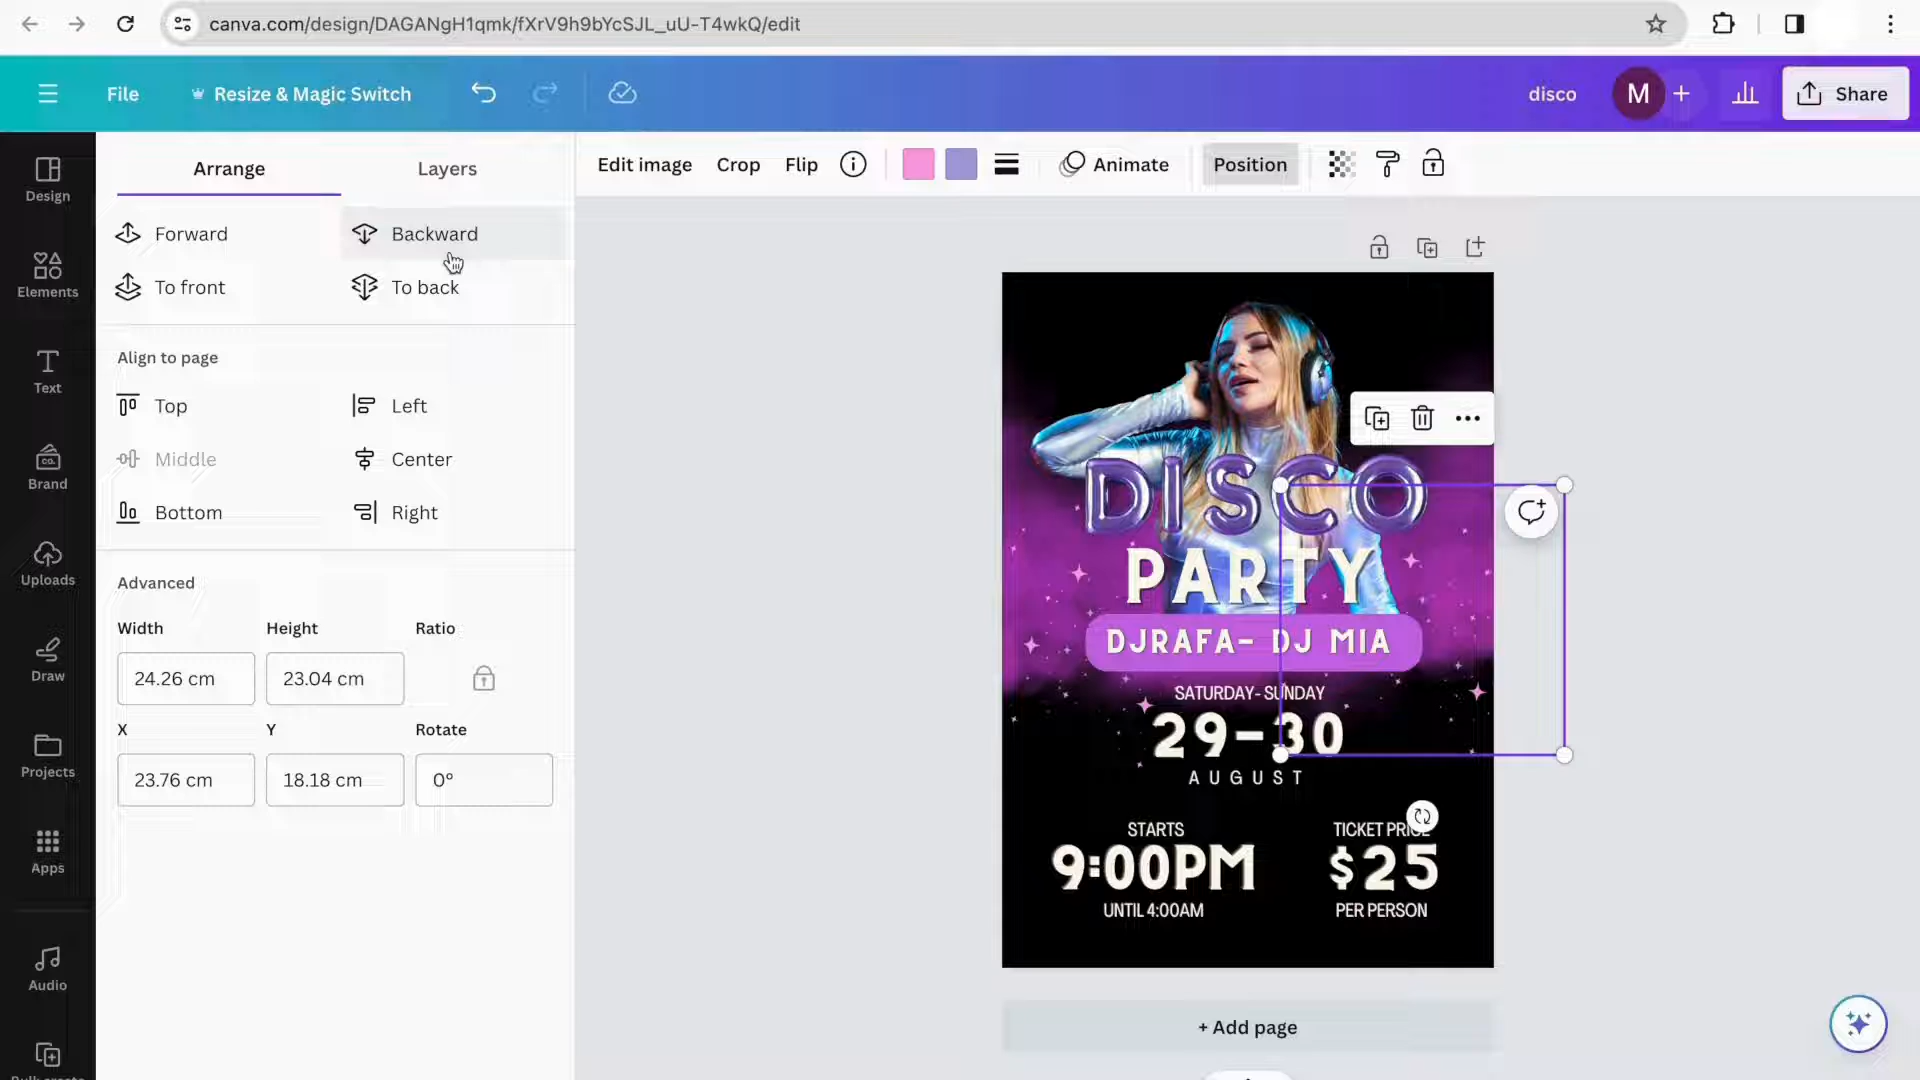 canva.com/design/DAGANgH1qmk/fXrV9h9bYcSJL_uU-T4wkQ/edit
File
Resize & Magic Switch
disco
M
Share
Design
Elements
Text
Brand
Uploads
Draw
Projects
Apps
Audio
Arrange
Layers
Forward
Backward
To front
To back
Align to page
Top
Left
Middle
Center
Bottom
Right
Advanced
Width
Height
Ratio
24.26 cm
23.04 cm
X
Y
Rotate
23.76 cm
18.18 cm
0°
Edit image
Crop
Flip
Animate
Position
DISCO
PARTY
DJRAFA- DJ MIA
SATURDAY- SUNDAY
29-30
AUGUST
STARTS
9:00PM
UNTIL 4:00AM
TICKET PRICE
$25
PER PERSON
+ Add page